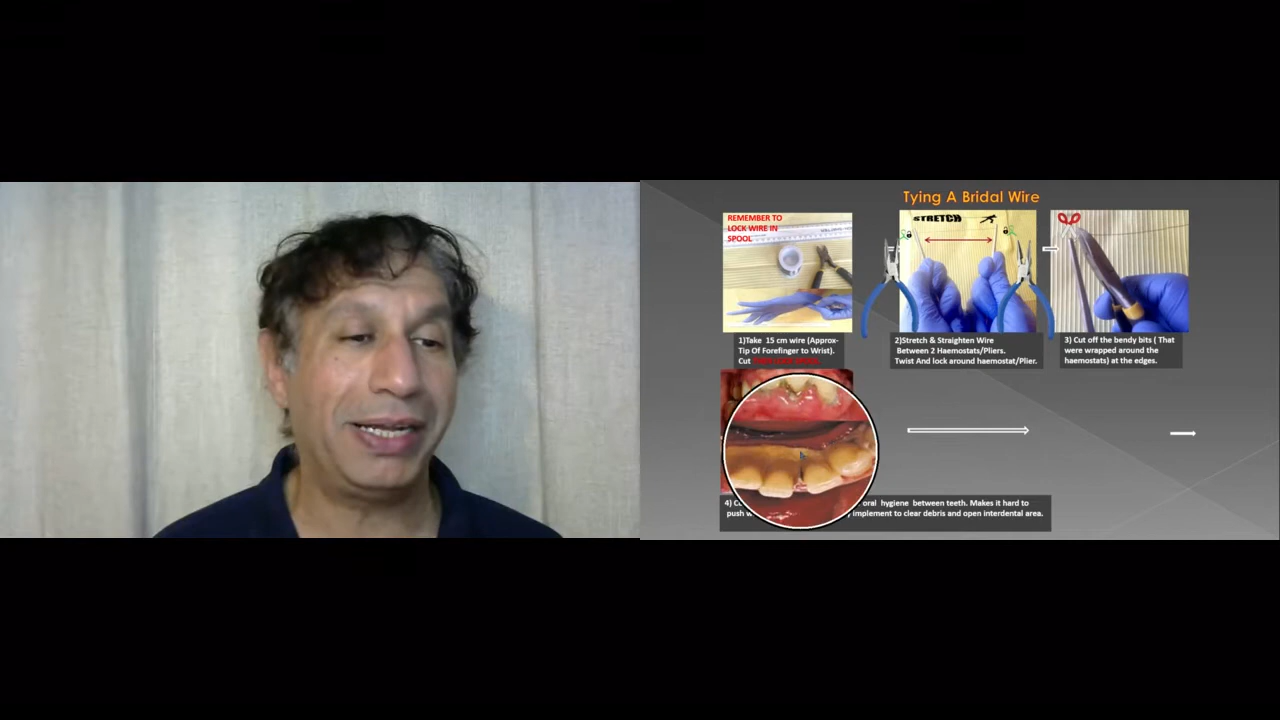 Tying A Bridal Wire
REMEMBER TO
LOCK WIRE IN
SPOOL
STRETCH
1)Take 15 cm wire (Approx-
Tip Of Forefinger to Wrist).
Cut
2)Stretch & Straighten Wire
Between 2 Haemostats/Pliers.
Twist And lock around haemostat/Plier.
3) Cut off the bendy bits ( That
were wrapped around the
haemostats) at the edges.
4) C
oral hygiene between teeth. Makes it hard to
push w
implement to clear debris and open interdental area.